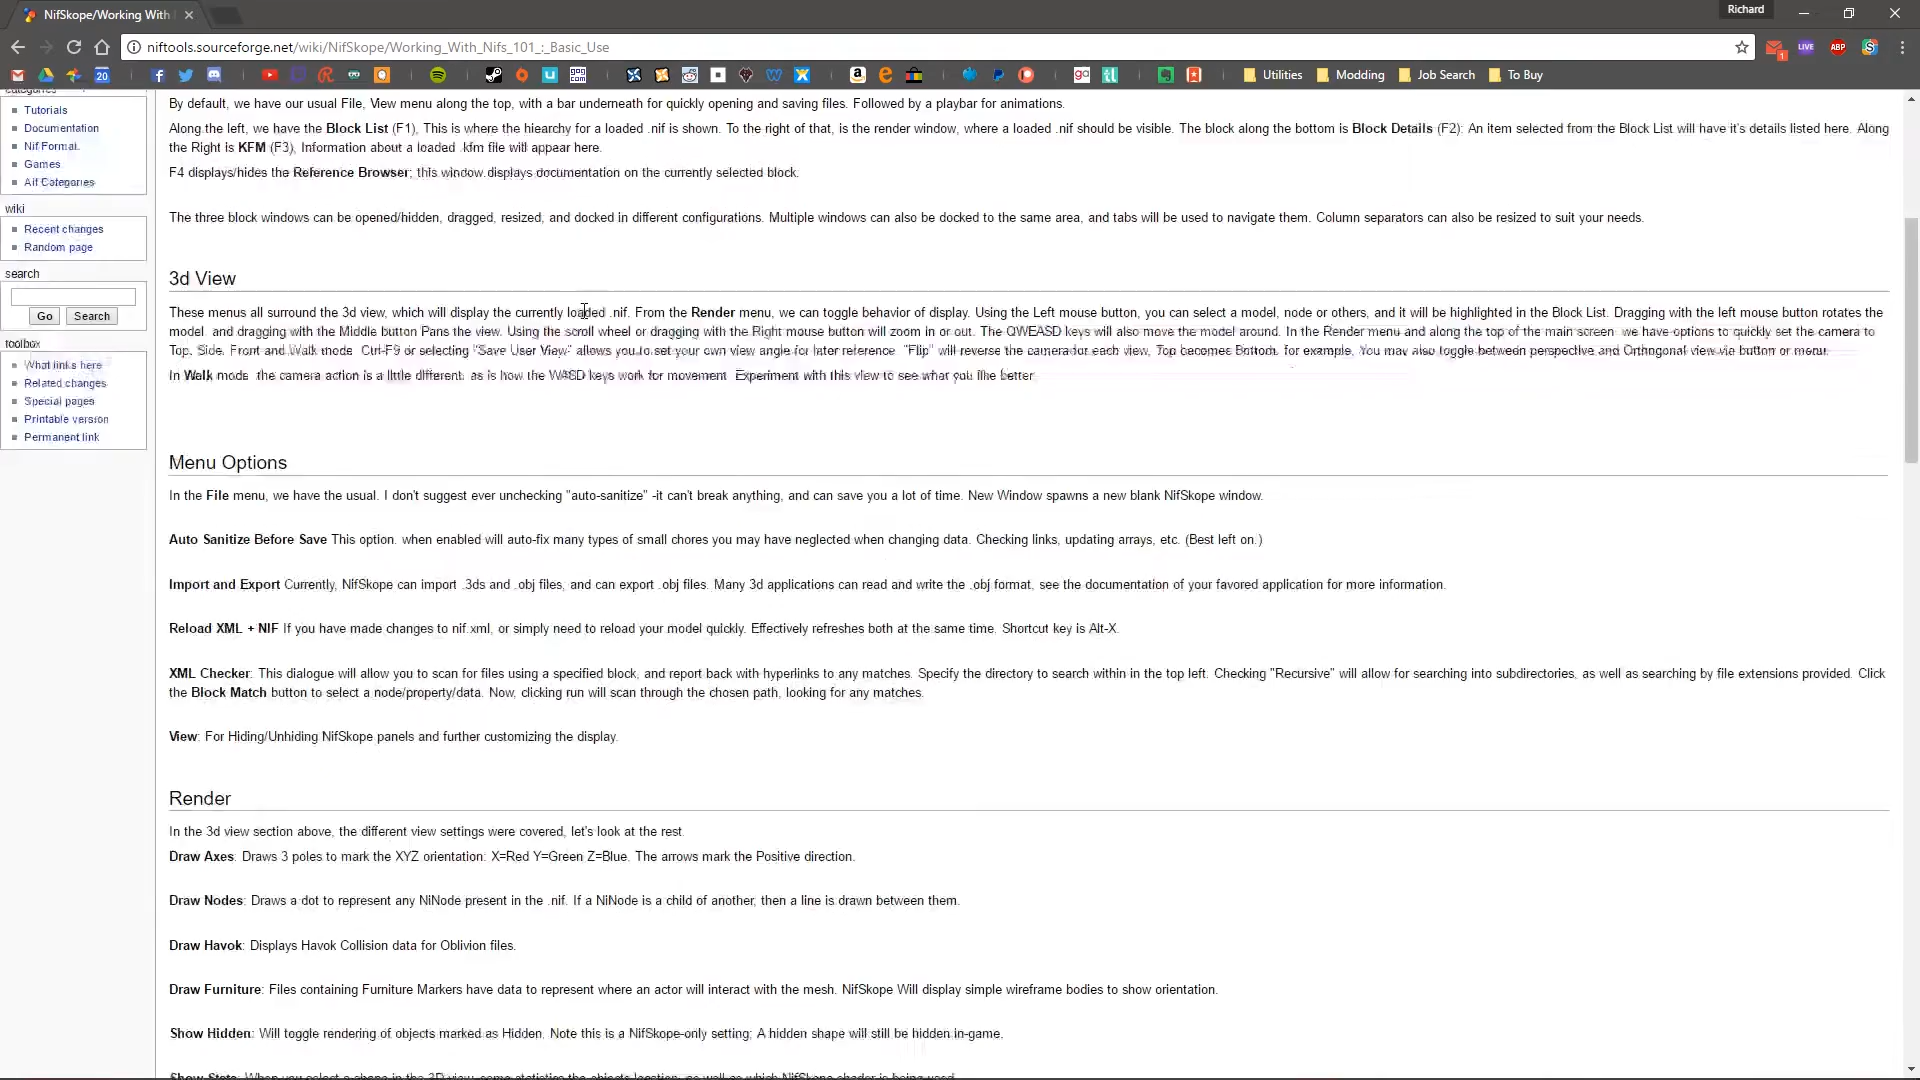 NifSkope/Working With
Richard
niftools.sourceforge.net/wiki/NifSkope/Working_With_Nifs_101_:_Basic_Use
20
gog.com
LIVE
ABP
1
Utilities
Modding
Job Search
To Buy
categories
Tutorials
Documentation
Nif Format
Games
All Categories
wiki
Recent changes
Random page
search
Go
Search
toolbox
What links here
Related changes
Special pages
Printable version
Permanent link
By default, we have our usual File, View menu along the top, with a bar underneath for quickly opening and saving files. Followed by a playbar for animations.
Along the left, we have the Block List (F1), This is where the hiearchy for a loaded .nif is shown. To the right of that, is the render window, where a loaded .nif should be visible. The block along the bottom is Block Details (F2): An item selected from the Block List will have it's details listed here. Along
the Right is KFM (F3), Information about a loaded .kfm file will appear here.
F4 displays/hides the Reference Browser; this window displays documentation on the currently selected block.
The three block windows can be opened/hidden, dragged, resized, and docked in different configurations. Multiple windows can also be docked to the same area, and tabs will be used to navigate them. Column separators can also be resized to suit your needs.
3d View
These menus all surround the 3d view, which will display the currently loaded .nif. From the Render menu, we can toggle behavior of display. Using the Left mouse button, you can select a model, node or others, and it will be highlighted in the Block List. Dragging with the left mouse button rotates the
model, and dragging with the Middle button Pans the view. Using the scroll wheel or dragging with the Right mouse button will zoom in or out. The QWEASD keys will also move the model around. In the Render menu and along the top of the main screen, we have options to quickly set the camera to
Top, Side, Front and Walk mode. Ctrl-F9 or selecting "Save User View" allows you to set your own view angle for later reference. "Flip" will reverse the camera for each view, Top becomes Bottom, for example. You may also toggle between perspective and Orthogonal view via button or menu.
In Walk mode, the camera action is a little different, as is how the WASD keys work for movement. Experiment with this view to see what you like better
Menu Options
In the File menu, we have the usual. I don't suggest ever unchecking "auto-sanitize" -it can't break anything, and can save you a lot of time. New Window spawns a new blank NifSkope window.
Auto Sanitize Before Save This option, when enabled will auto-fix many types of small chores you may have neglected when changing data. Checking links, updating arrays, etc. (Best left on.)
Import and Export Currently, NifSkope can import .3ds and .obj files, and can export .obj files. Many 3d applications can read and write the .obj format, see the documentation of your favored application for more information.
Reload XML + NIF If you have made changes to nif.xml, or simply need to reload your model quickly. Effectively refreshes both at the same time. Shortcut key is Alt-X.
XML Checker: This dialogue will allow you to scan for files using a specified block, and report back with hyperlinks to any matches. Specify the directory to search within in the top left. Checking "Recursive" will allow for searching into subdirectories, as well as searching by file extensions provided. Click
the Block Match button to select a node/property/data. Now, clicking run will scan through the chosen path, looking for any matches.
View: For Hiding/Unhiding NifSkope panels and further customizing the display.
Render
In the 3d view section above, the different view settings were covered, let's look at the rest.
Draw Axes: Draws 3 poles to mark the XYZ orientation: X=Red Y=Green Z=Blue. The arrows mark the Positive direction.
Draw Nodes: Draws a dot to represent any NiNode present in the .nif. If a NiNode is a child of another, then a line is drawn between them.
Draw Havok: Displays Havok Collision data for Oblivion files.
Draw Furniture: Files containing Furniture Markers have data to represent where an actor will interact with the mesh. NifSkope Will display simple wireframe bodies to show orientation.
Show Hidden: Will toggle rendering of objects marked as Hidden. Note this is a NifSkope-only setting; A hidden shape will still be hidden in-game.
Show Stats: When you select a shape in the 3D view, some statistics the objects location, as well as which NifSkope shader is being used.